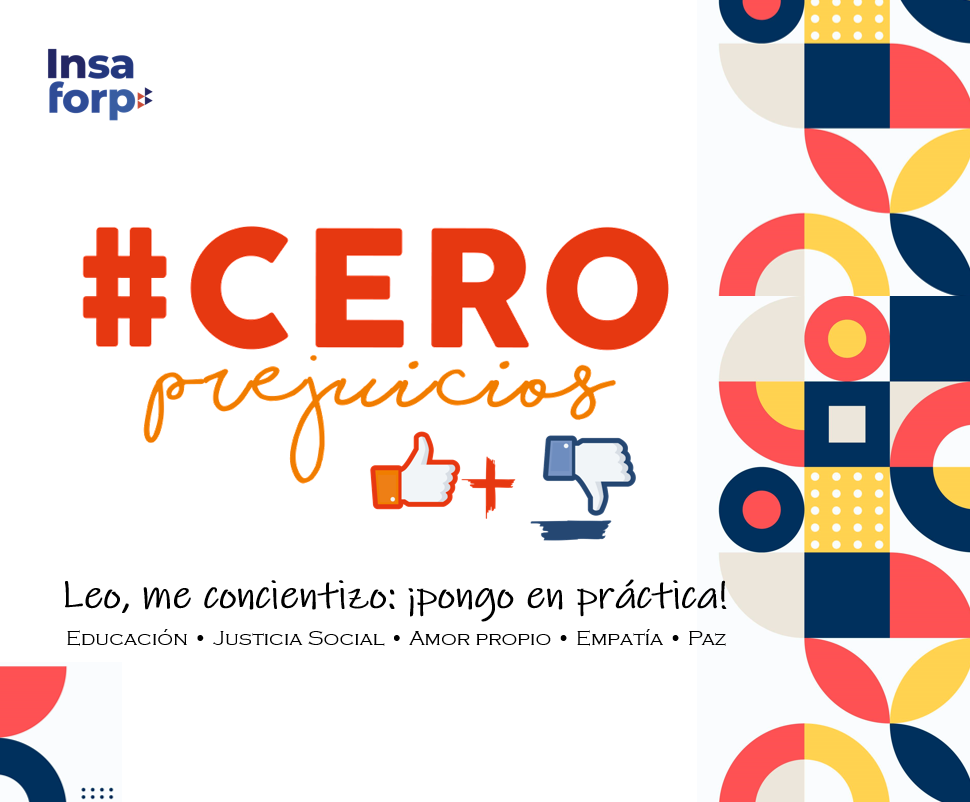 Insa
forp
#CERO
prejuicios
Leo, me concientizo: ¡pongo en práctica!
Educación • Justicia Social • Amor propio • Empatía • Paz